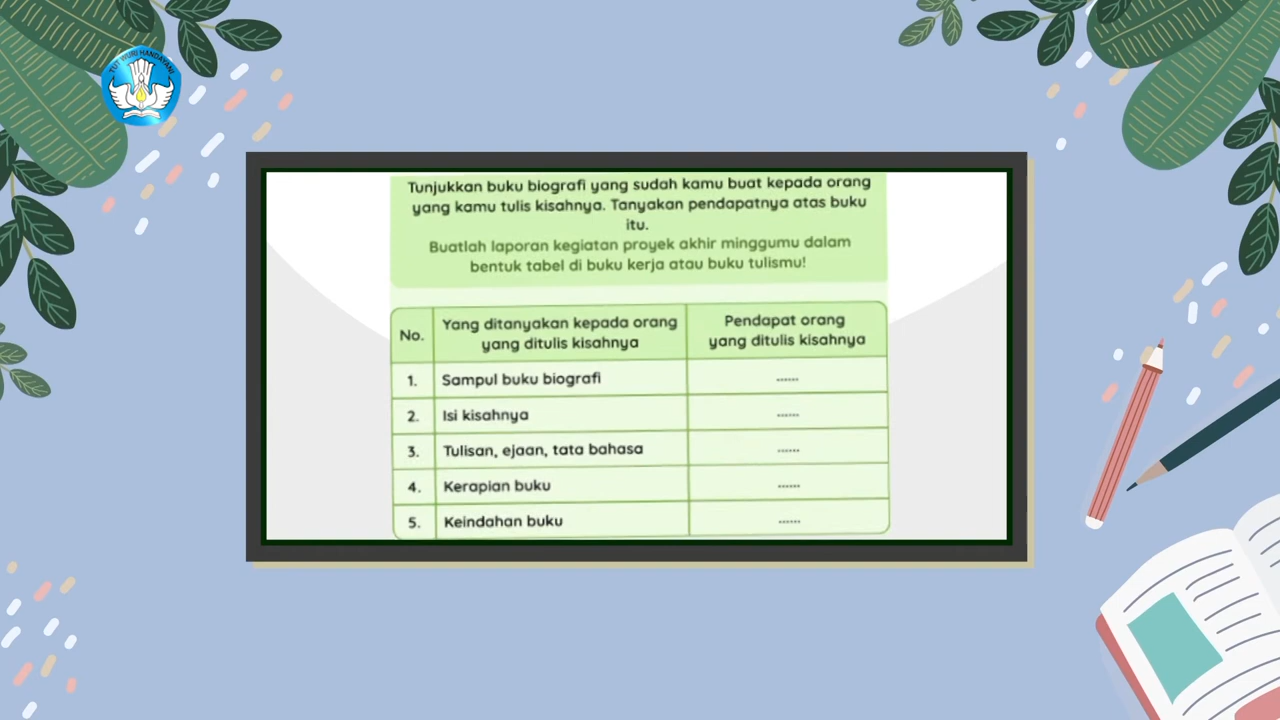 TUT WURI HANDAYANI
Tunjukkan buku biografi yang sudah kamu buat kepada orang
yang kamu tulis kisahnya. Tanyakan pendapatnya atas buku
itu.
Buatlah laporan kegiatan proyek akhir minggumu dalam
bentuk tabel di buku kerja atau buku tulismu!
No.
Yang ditanyakan kepada orang
yang ditulis kisahnya
Pendapat orang
yang ditulis kisahnya
1. Sampul buku biografi ......
2. Isi kisahnya ......
3. Tulisan, ejaan, tata bahasa ......
4. Kerapian buku ......
5. Keindahan buku ......